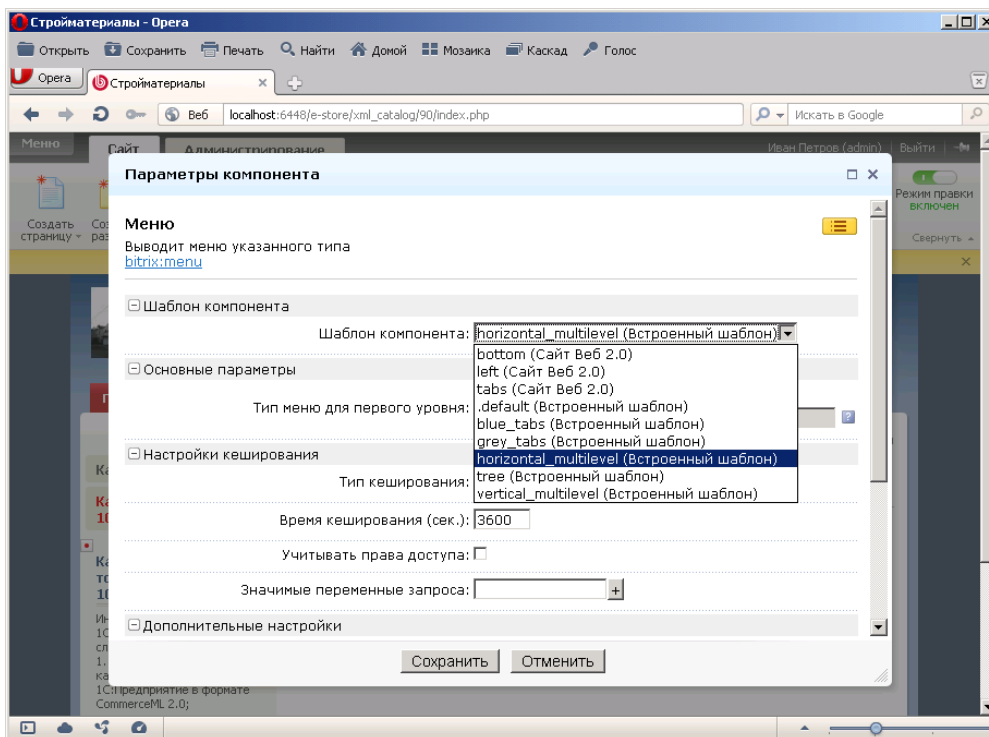 Стройматериалы - Opera
Открыть Сохранить Печать Найти Домой Мозаика Каскад Голос
Opera Стройматериалы
Веб localhost:6448/e-store/xml_catalog/90/index.php Искать в Google
Меню Сайт Администрирование Иван Петров (admin) Выйти
Параметры компонента
Создать страницу
Режим правки
включен
Свернуть
Меню
Выводит меню указанного типа
bitrix:menu
Шаблон компонента
Шаблон компонента: horizontal_multilevel (Встроенный шаблон)
bottom (Сайт Веб 2.0)
left (Сайт Веб 2.0)
tabs (Сайт Веб 2.0)
.default (Встроенный шаблон)
blue_tabs (Встроенный шаблон)
grey_tabs (Встроенный шаблон)
horizontal_multilevel (Встроенный шаблон)
tree (Встроенный шаблон)
vertical_multilevel (Встроенный шаблон)
Основные параметры
Тип меню для первого уровня:
Настройки кеширования
Тип кеширования:
Время кеширования (сек.): 3600
Учитывать права доступа:
Значимые переменные запроса: +
Дополнительные настройки
Сохранить Отменить
1С:Предприятие в формате
CommerceML 2.0;